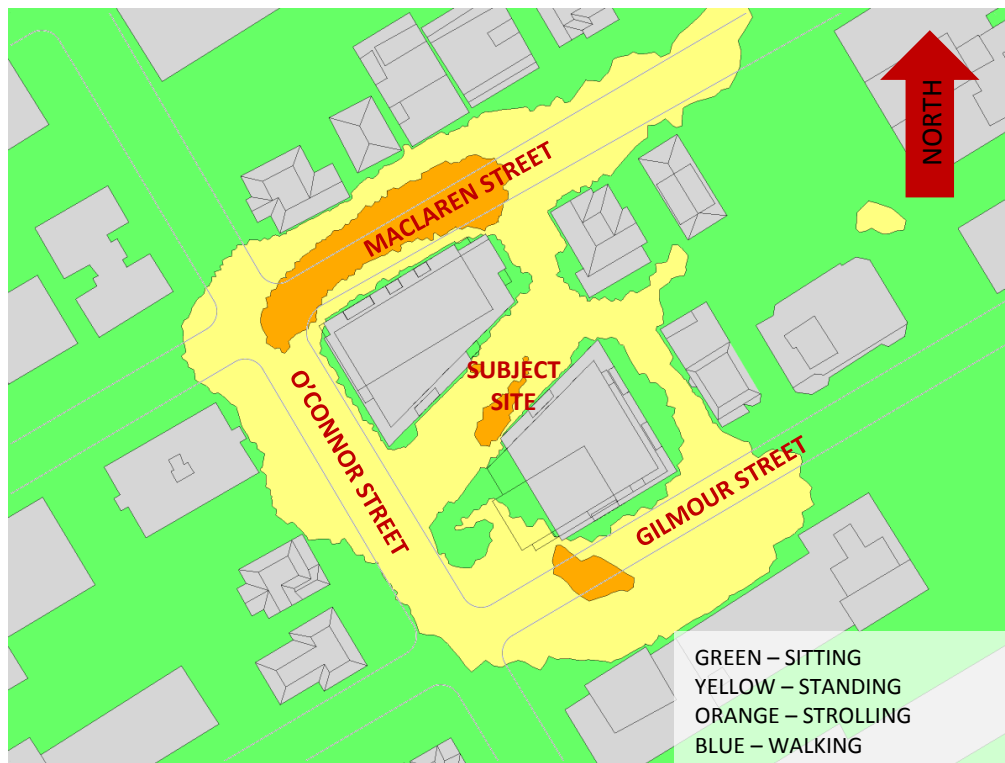 NORTH
MACLAREN STREET
SUBJECT
SITE
O'CONNOR STREET
GILMOUR STREET
GREEN – SITTING
YELLOW – STANDING
ORANGE – STROLLING
BLUE – WALKING